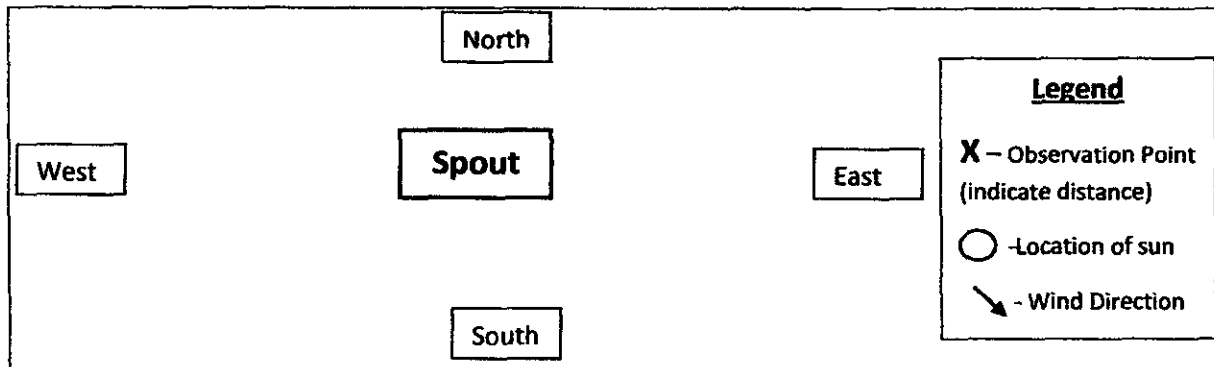 North
Legend
West
Spout
East
X – Observation Point
(indicate distance)
-Location of sun
- Wind Direction
South